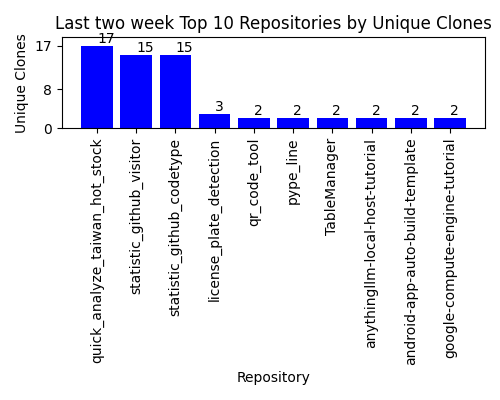 Last two week Top 10 Repositories by Unique Clones
Unique Clones
17
8
0
17
15
15
3
2
2
2
2
2
2
quick_analyze_taiwan_hot_stock
statistic_github_visitor
statistic_github_codetype
license_plate_detection
qr_code_tool
pype_line
TableManager
anythingllm-local-host-tutorial
android-app-auto-build-template
google-compute-engine-tutorial
Repository